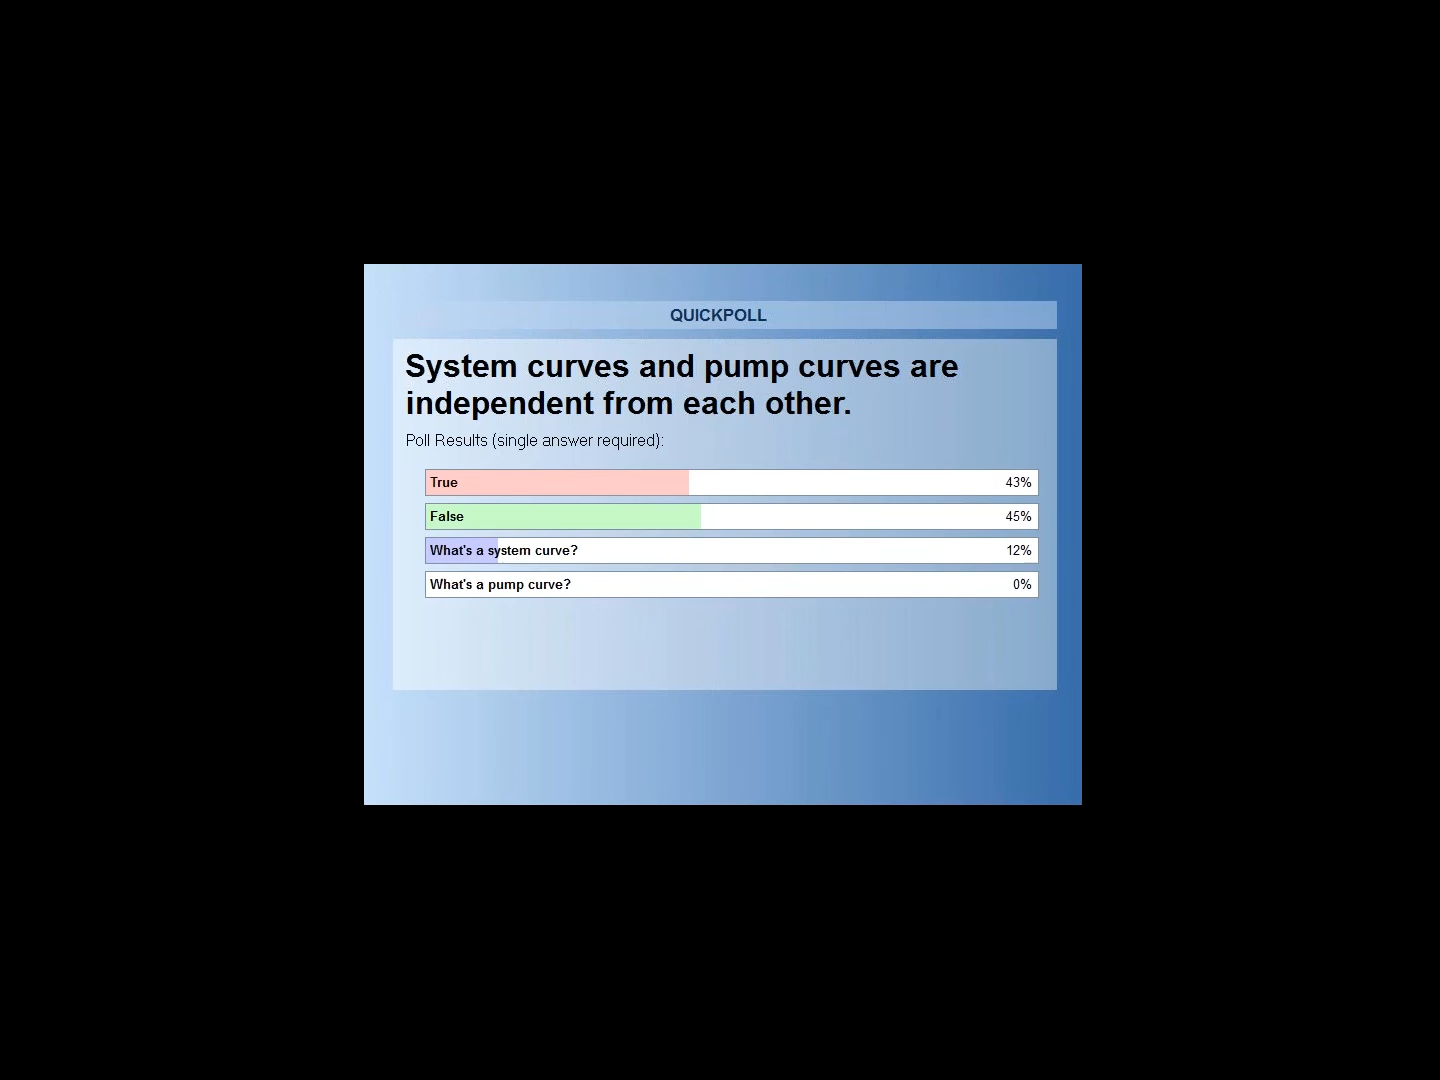 QUICKPOLL
System curves and pump curves are
independent from each other.
Poll Results (single answer required):
True 43%
False 45%
What's a system curve? 12%
What's a pump curve? 0%